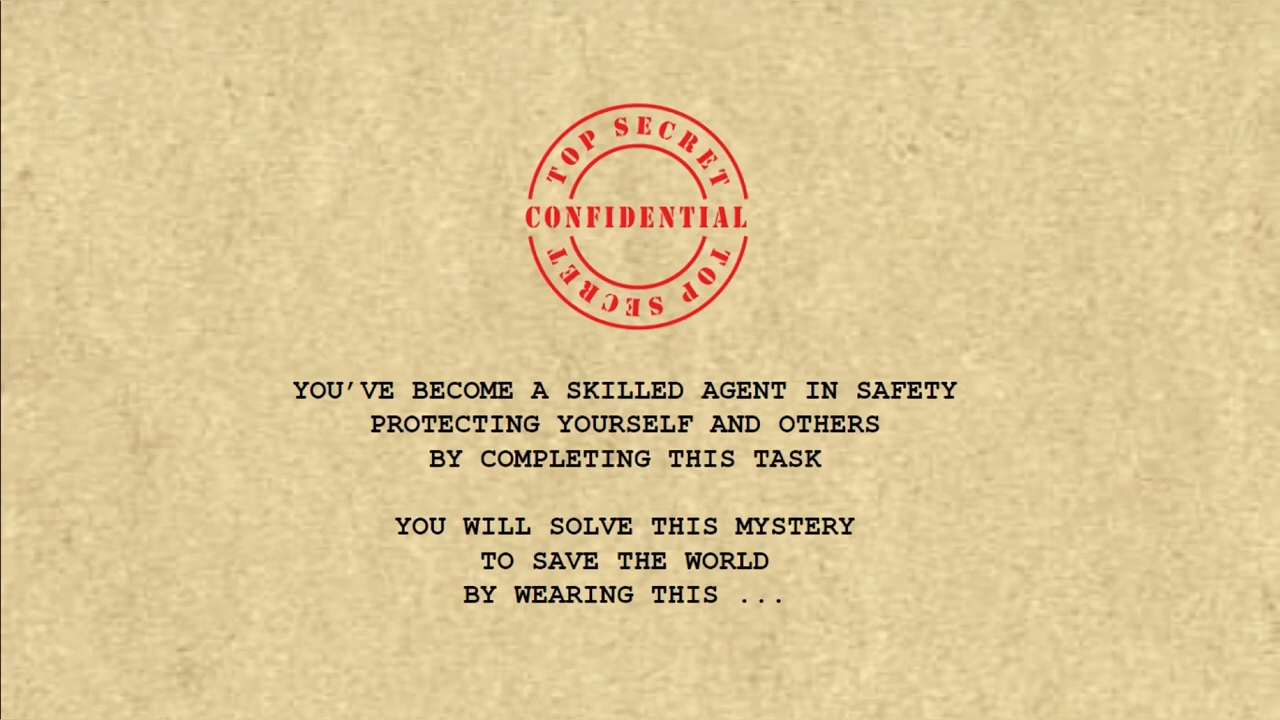 TOP SECRET
CONFIDENTIAL
TOP SECRET
YOU'VE BECOME A SKILLED AGENT IN SAFETY
PROTECTING YOURSELF AND OTHERS
BY COMPLETING THIS TASK
YOU WILL SOLVE THIS MYSTERY
TO SAVE THE WORLD
BY WEARING THIS ...